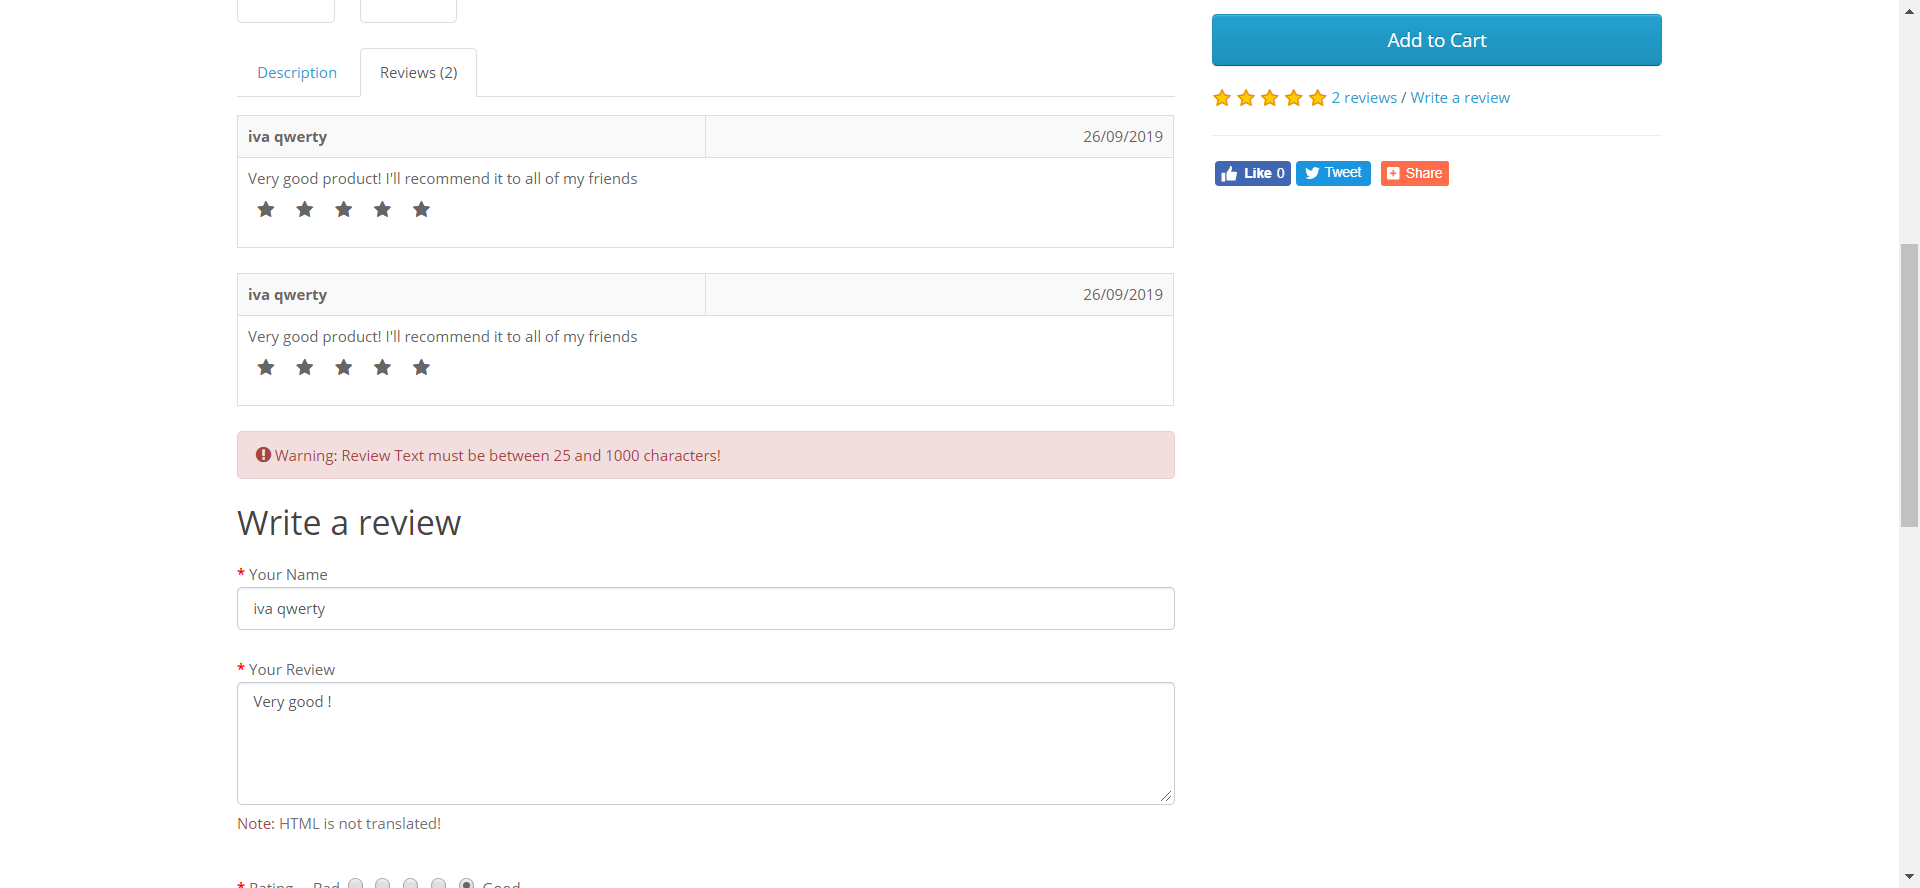 Description
Reviews (2)
iva qwerty 26/09/2019
Very good product! I'll recommend it to all of my friends
iva qwerty 26/09/2019
Very good product! I'll recommend it to all of my friends
Warning: Review Text must be between 25 and 1000 characters!
Write a review
* Your Name
iva qwerty
* Your Review
Very good !
Note: HTML is not translated!
* Rating Bad Good
Add to Cart
2 reviews / Write a review
Like 0
Tweet
Share